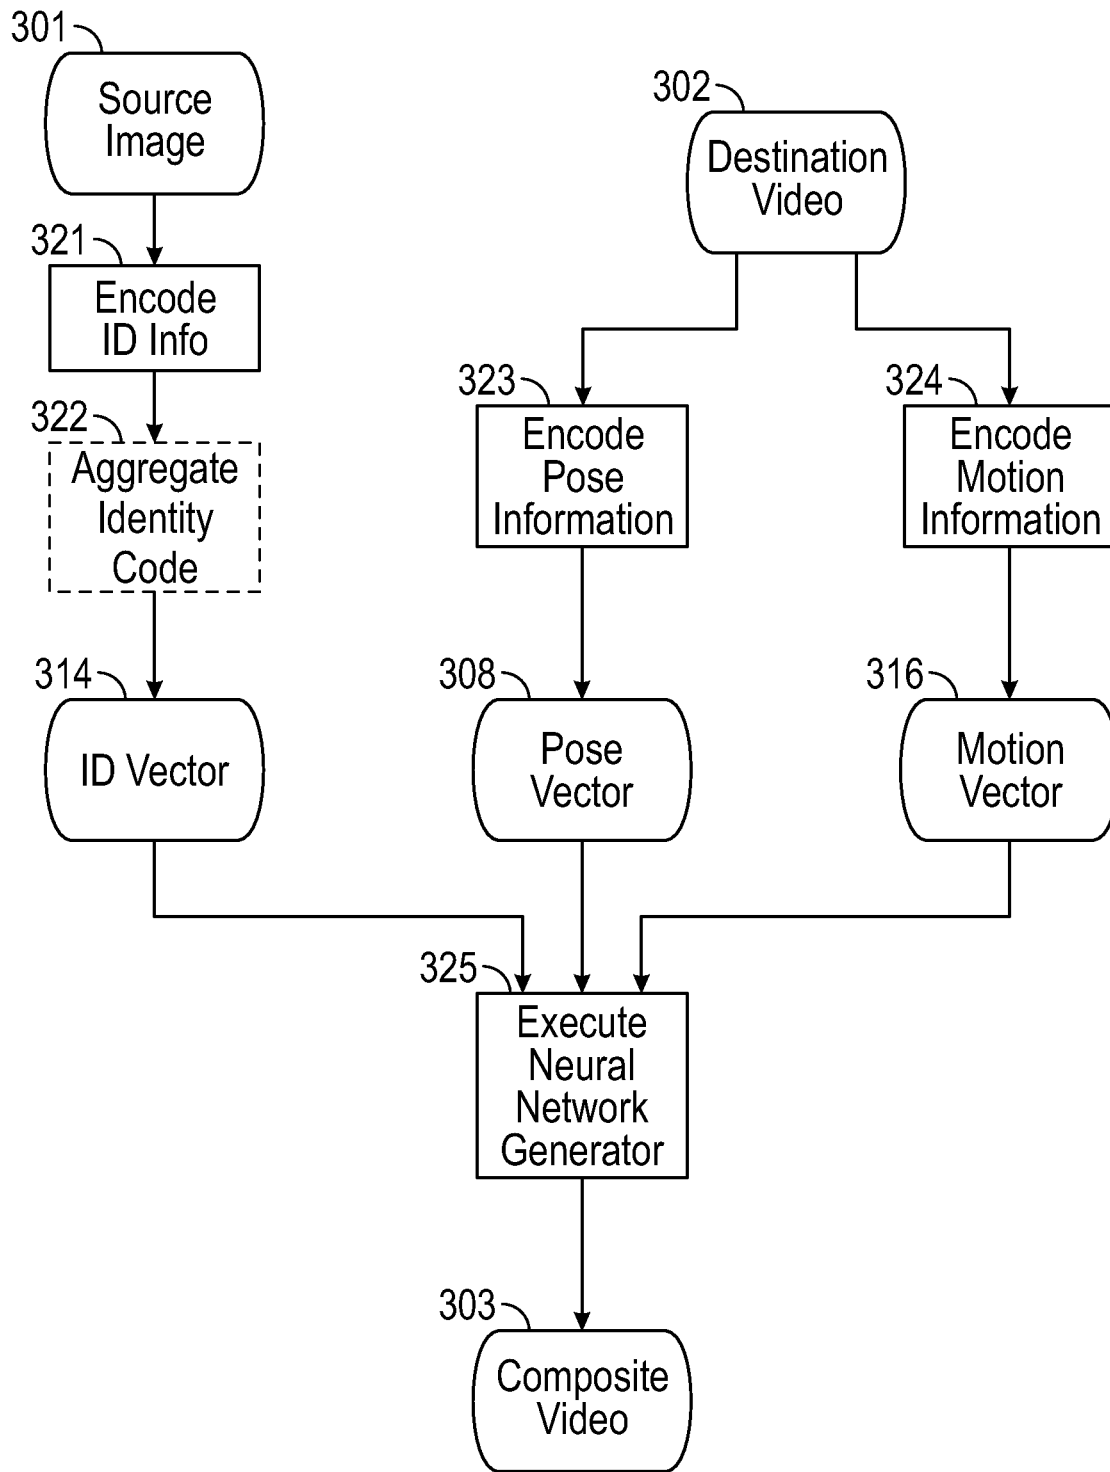 301
Source
Image
302
Destination
Video
321
Encode
ID Info
322
Aggregate
Identity
Code
323
Encode
Pose
Information
324
Encode
Motion
Information
314
ID Vector
308
Pose
Vector
316
Motion
Vector
325
Execute
Neural
Network
Generator
303
Composite
Video